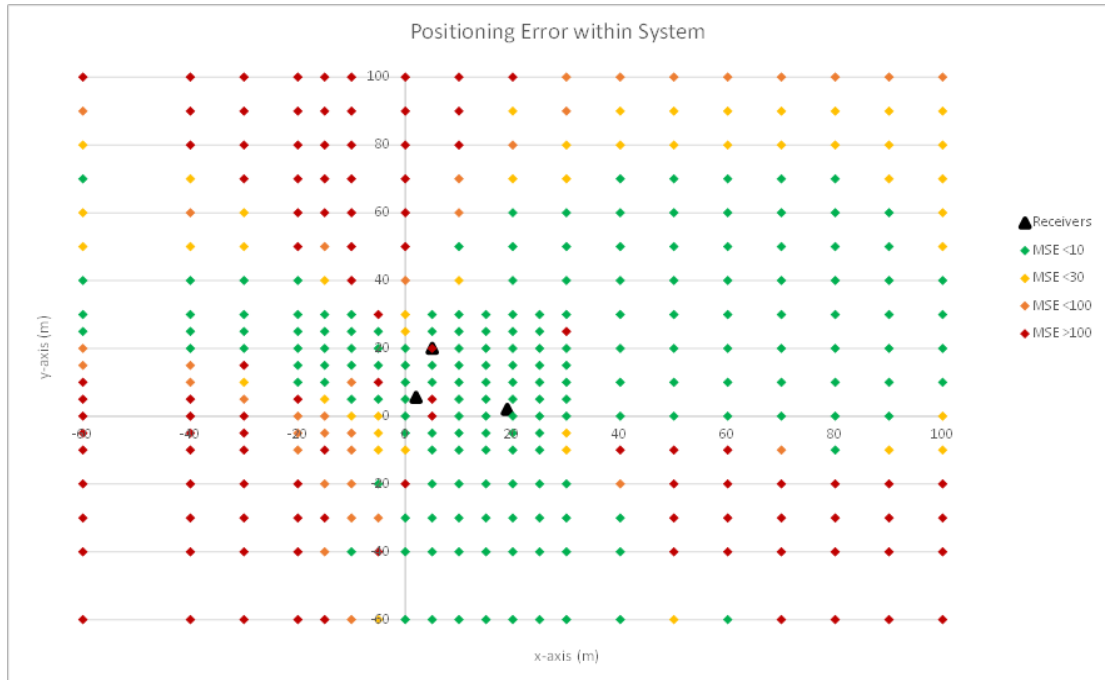 Positioning Error within System
100
80
60
40
20
0
-60
-40
-20
0
20
40
60
80
100
-20
-40
-60
y-axis (m)
x-axis (m)
Receivers
MSE <10
MSE <30
MSE <100
MSE >100